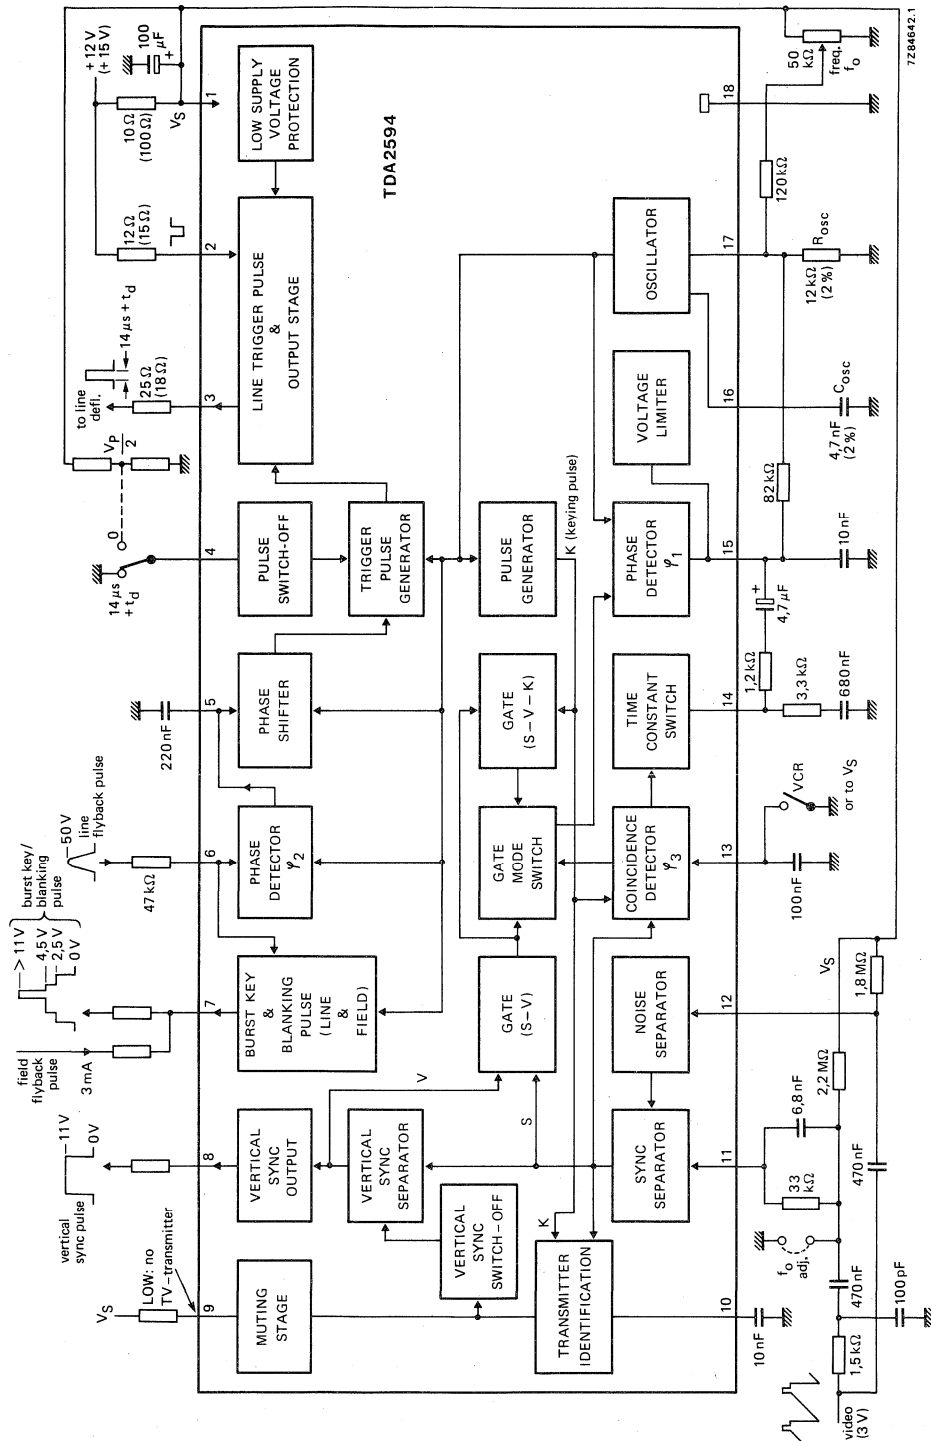 +12 V
(+15 V)
100
µF
+
10 Ω
(100 Ω)
VS
1
LOW SUPPLY
VOLTAGE
PROTECTION
TDA2594
12 Ω
(15 Ω)
2
LINE TRIGGER PULSE
&
OUTPUT STAGE
14 µs + td
to line
defl.
25 Ω
(18 Ω)
3
VP
2
0
14 µs
+ td
4
PULSE
SWITCH-OFF
TRIGGER
PULSE
GENERATOR
PULSE
GENERATOR
K (keying pulse)
220 nF
5
PHASE
SHIFTER
GATE
(S – V – K)
50 V
line
flyback pulse
47 kΩ
6
PHASE
DETECTOR
φ2
GATE
MODE
SWITCH
burst key/
blanking
pulse
> 11 V
4,5 V
2,5 V
0 V
field
flyback
pulse
3 mA
7
BURST KEY
&
BLANKING
PULSE
(LINE
&
FIELD)
GATE
(S–V)
V
S
11 V
0 V
vertical
sync pulse
8
VERTICAL
SYNC
OUTPUT
VERTICAL
SYNC
SEPARATOR
VERTICAL
SYNC
SWITCH–OFF
VS
LOW: no
TV–transmitter
9
MUTING
STAGE
K
TRANSMITTER
IDENTIFICATION
10
10 nF
SYNC
SEPARATOR
11
NOISE
SEPARATOR
12
COINCIDENCE
DETECTOR
φ3
13
TIME
CONSTANT
SWITCH
14
PHASE
DETECTOR
φ1
15
VOLTAGE
LIMITER
OSCILLATOR
16
17
18
50
kΩ
freq.
fo
120 kΩ
Rosc
12 kΩ
(2 %)
Cosc
4,7 nF
(2 %)
82 kΩ
10 nF
+
4,7 µF
1,2 kΩ
3,3 kΩ
680 nF
VCR
or to VS
100 nF
VS
1,8 MΩ
2,2 MΩ
6,8 nF
33
kΩ
470 nF
fo
adj.
470 nF
100 pF
1,5 kΩ
video
(3 V)
7Z84642.1